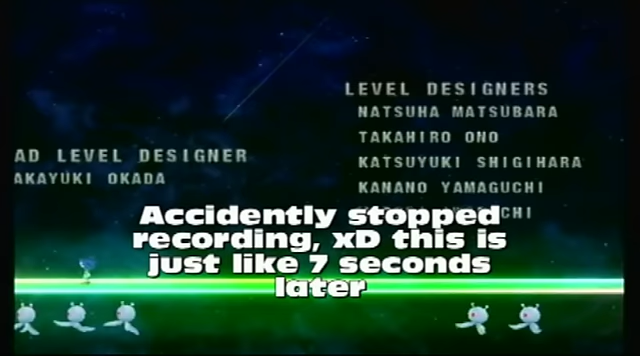 LEVEL DESIGNERS
NATSUHA MATSUBARA
TAKAHIRO ONO
KATSUYUKI SHIGIHARA
KANANO YAMAGUCHI
AD LEVEL DESIGNER
AKAYUKI OKADA
Accidently stopped
recording, xD this is
just like 7 seconds
later